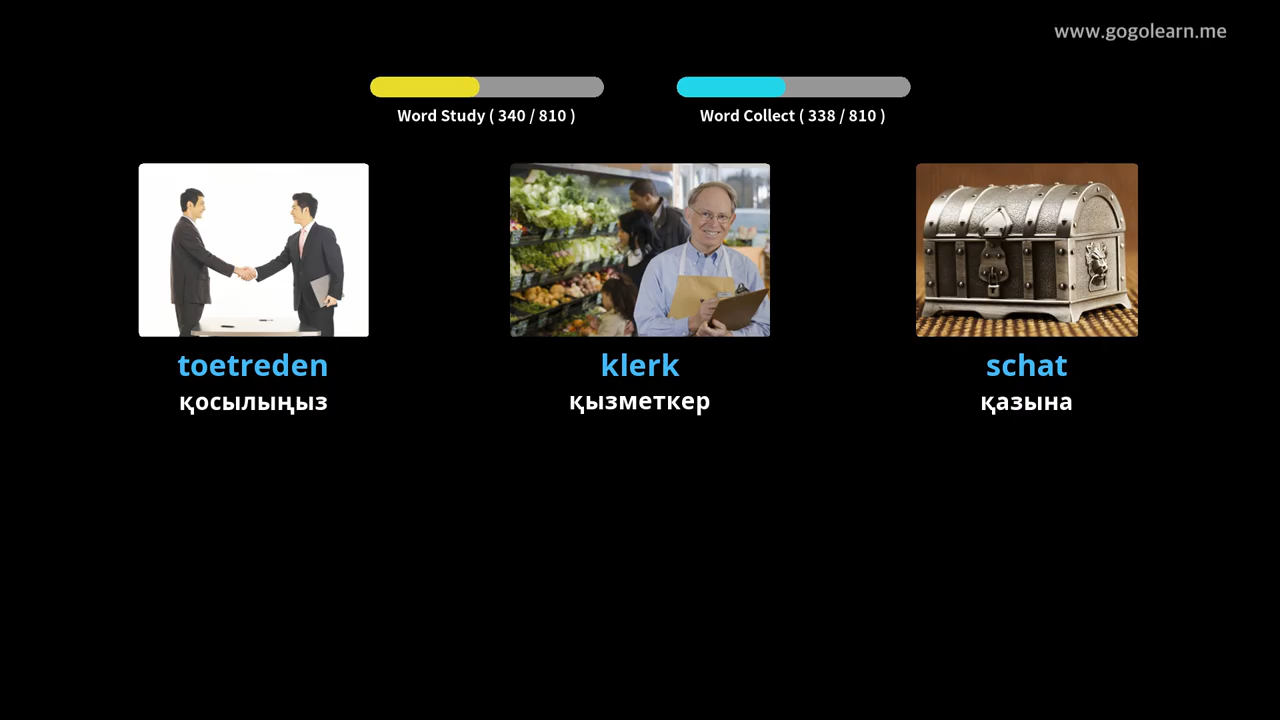 www.gogolearn.me
Word Study ( 340 / 810 )
Word Collect ( 338 / 810 )
toetreden
қосылыңыз
klerk
қызметкер
schat
қазына